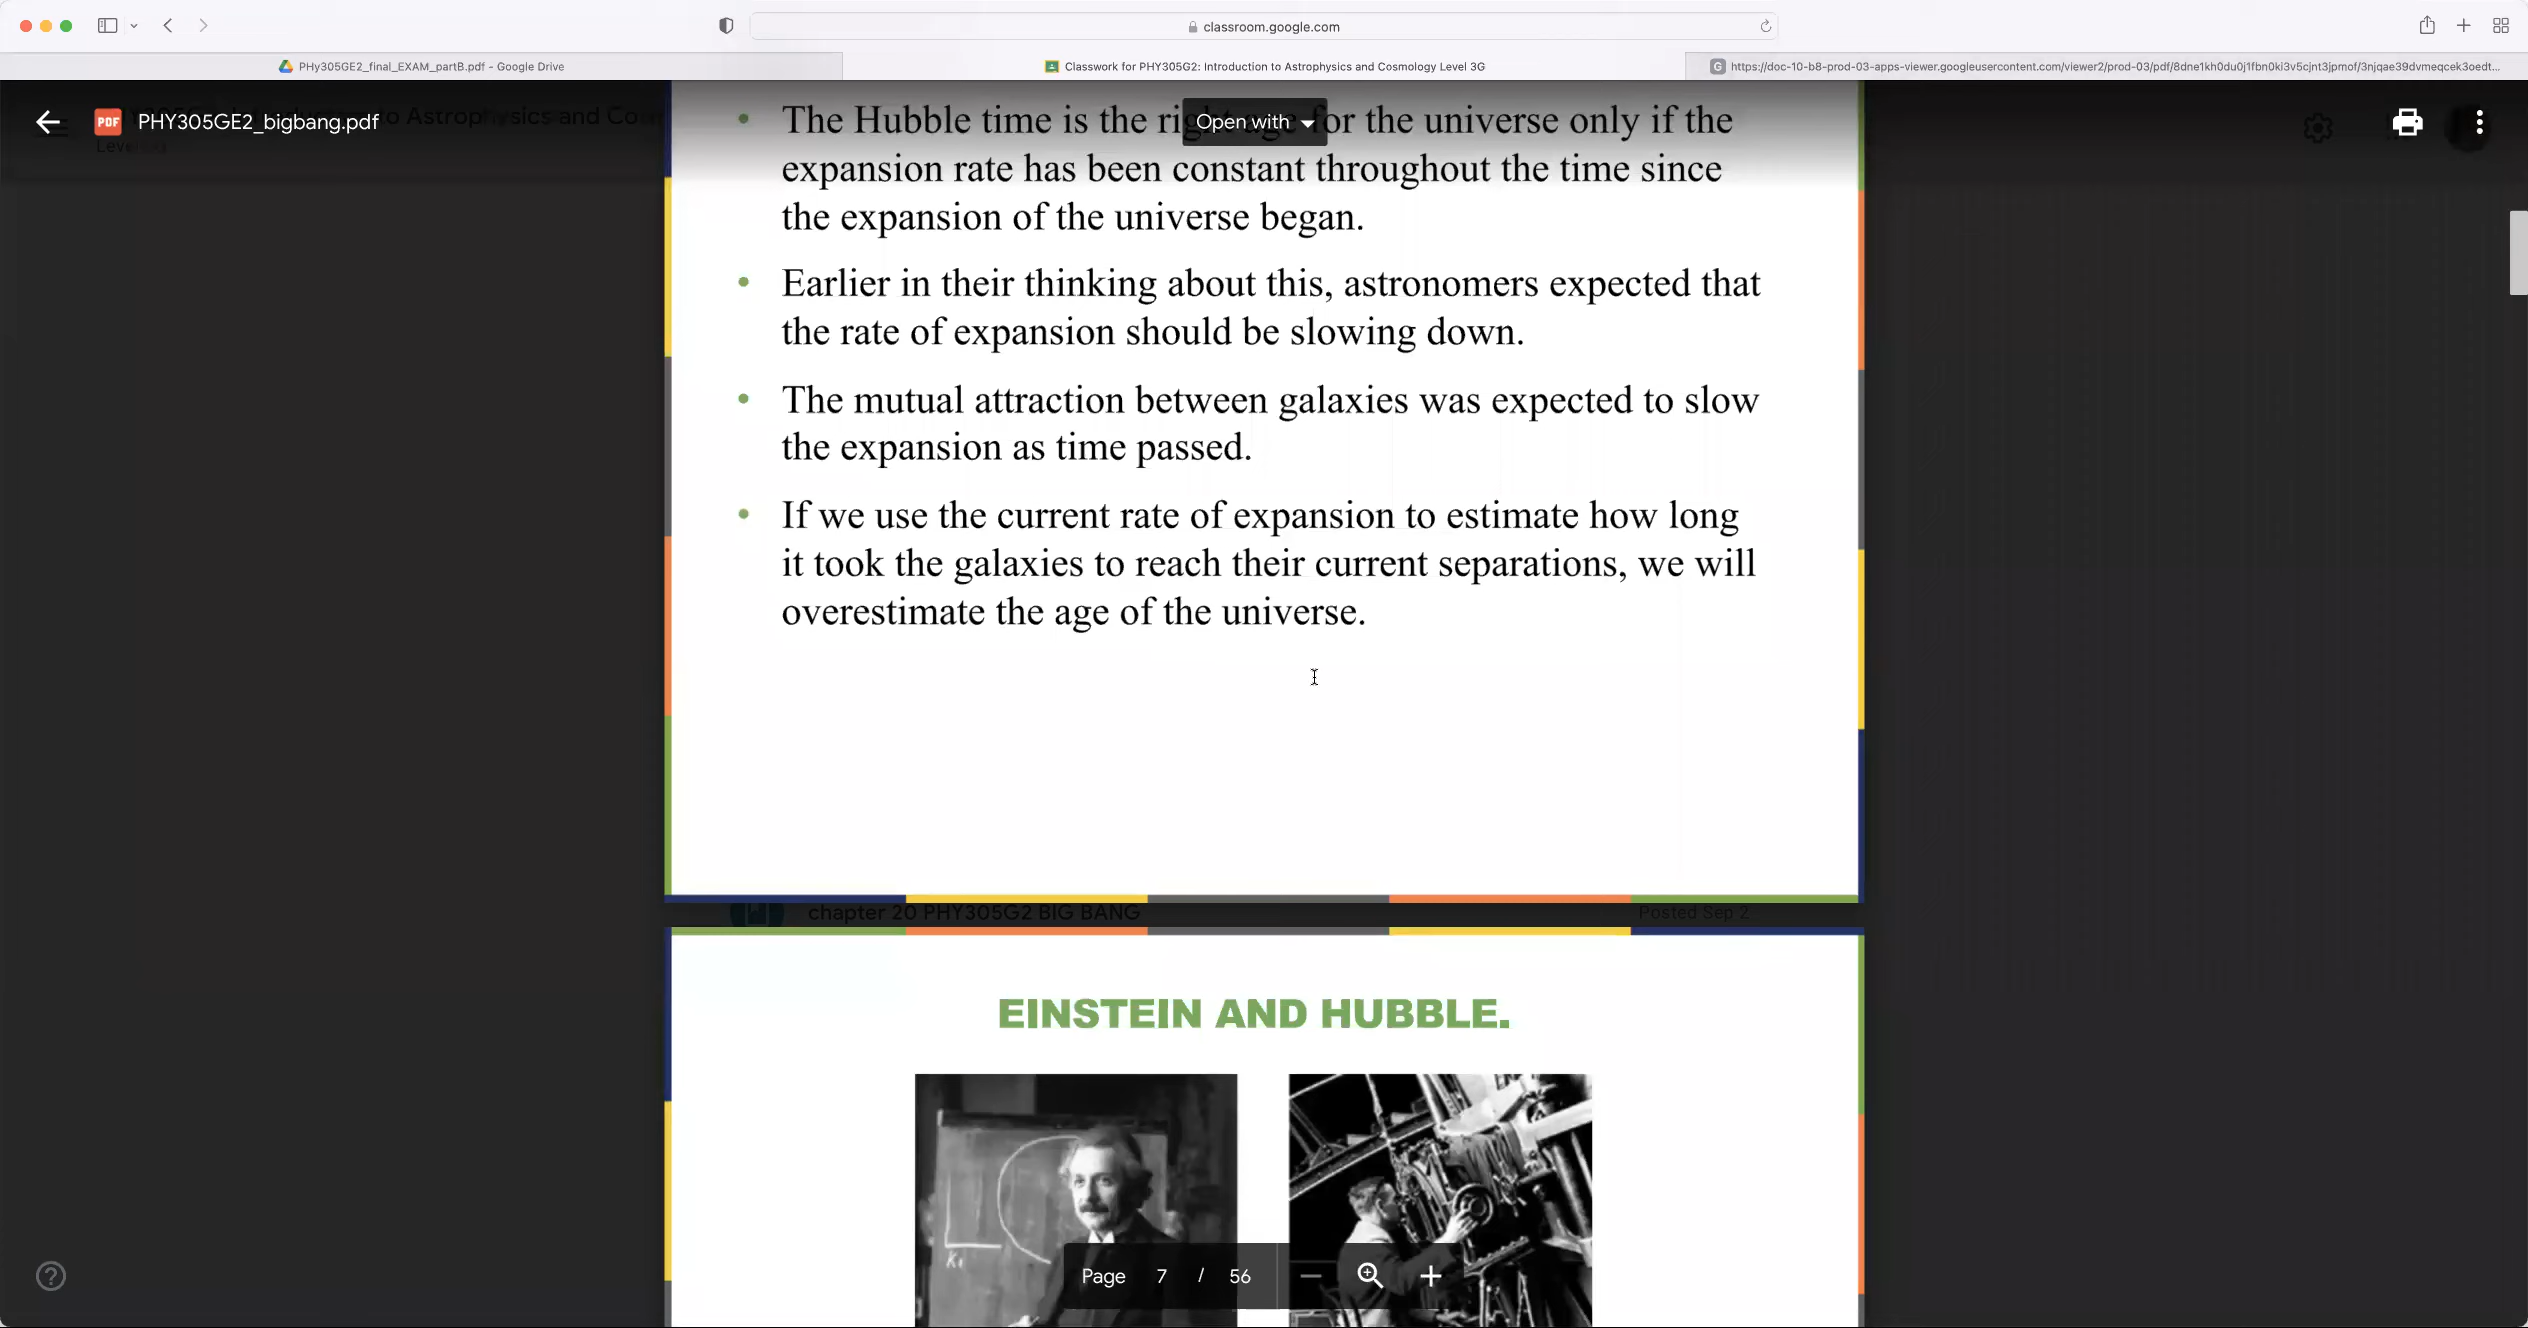 classroom.google.com
PHy305GE2_final_EXAM_partB.pdf - Google Drive
Classwork for PHY305G2: Introduction to Astrophysics and Cosmology Level 3G
PDF PHY305GE2_bigbang.pdf
Open with
The Hubble time is the right age for the universe only if the
expansion rate has been constant throughout the time since
the expansion of the universe began.
Earlier in their thinking about this, astronomers expected that
the rate of expansion should be slowing down.
The mutual attraction between galaxies was expected to slow
the expansion as time passed.
If we use the current rate of expansion to estimate how long
it took the galaxies to reach their current separations, we will
overestimate the age of the universe.
chapter 20 PHY305G2 BIG BANG
Posted Sep 2
EINSTEIN AND HUBBLE.
Page 7 / 56